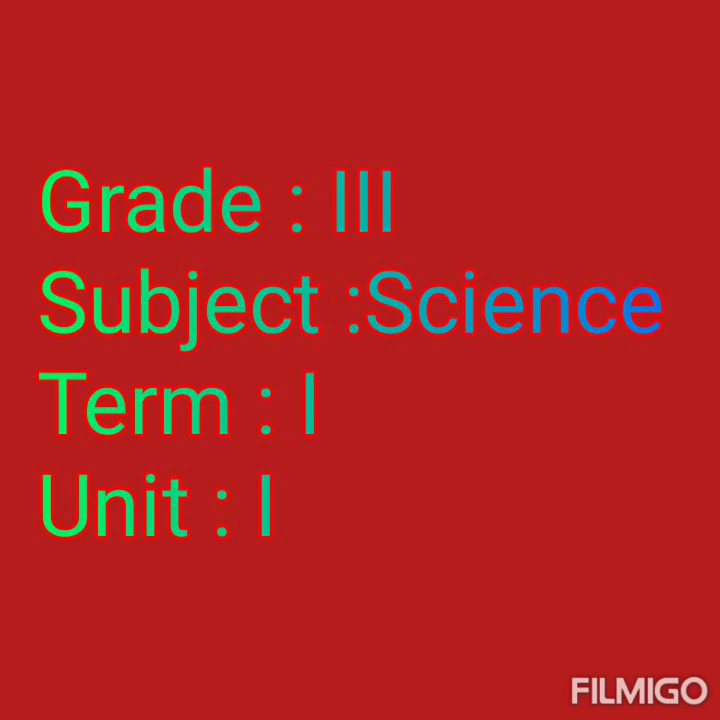 Grade : III
Subject :Science
Term : I
Unit : I
FILMIGO